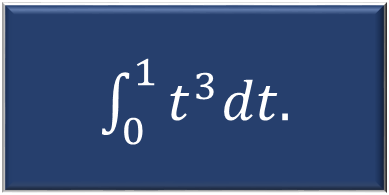 ∫₀¹ t³ dt.